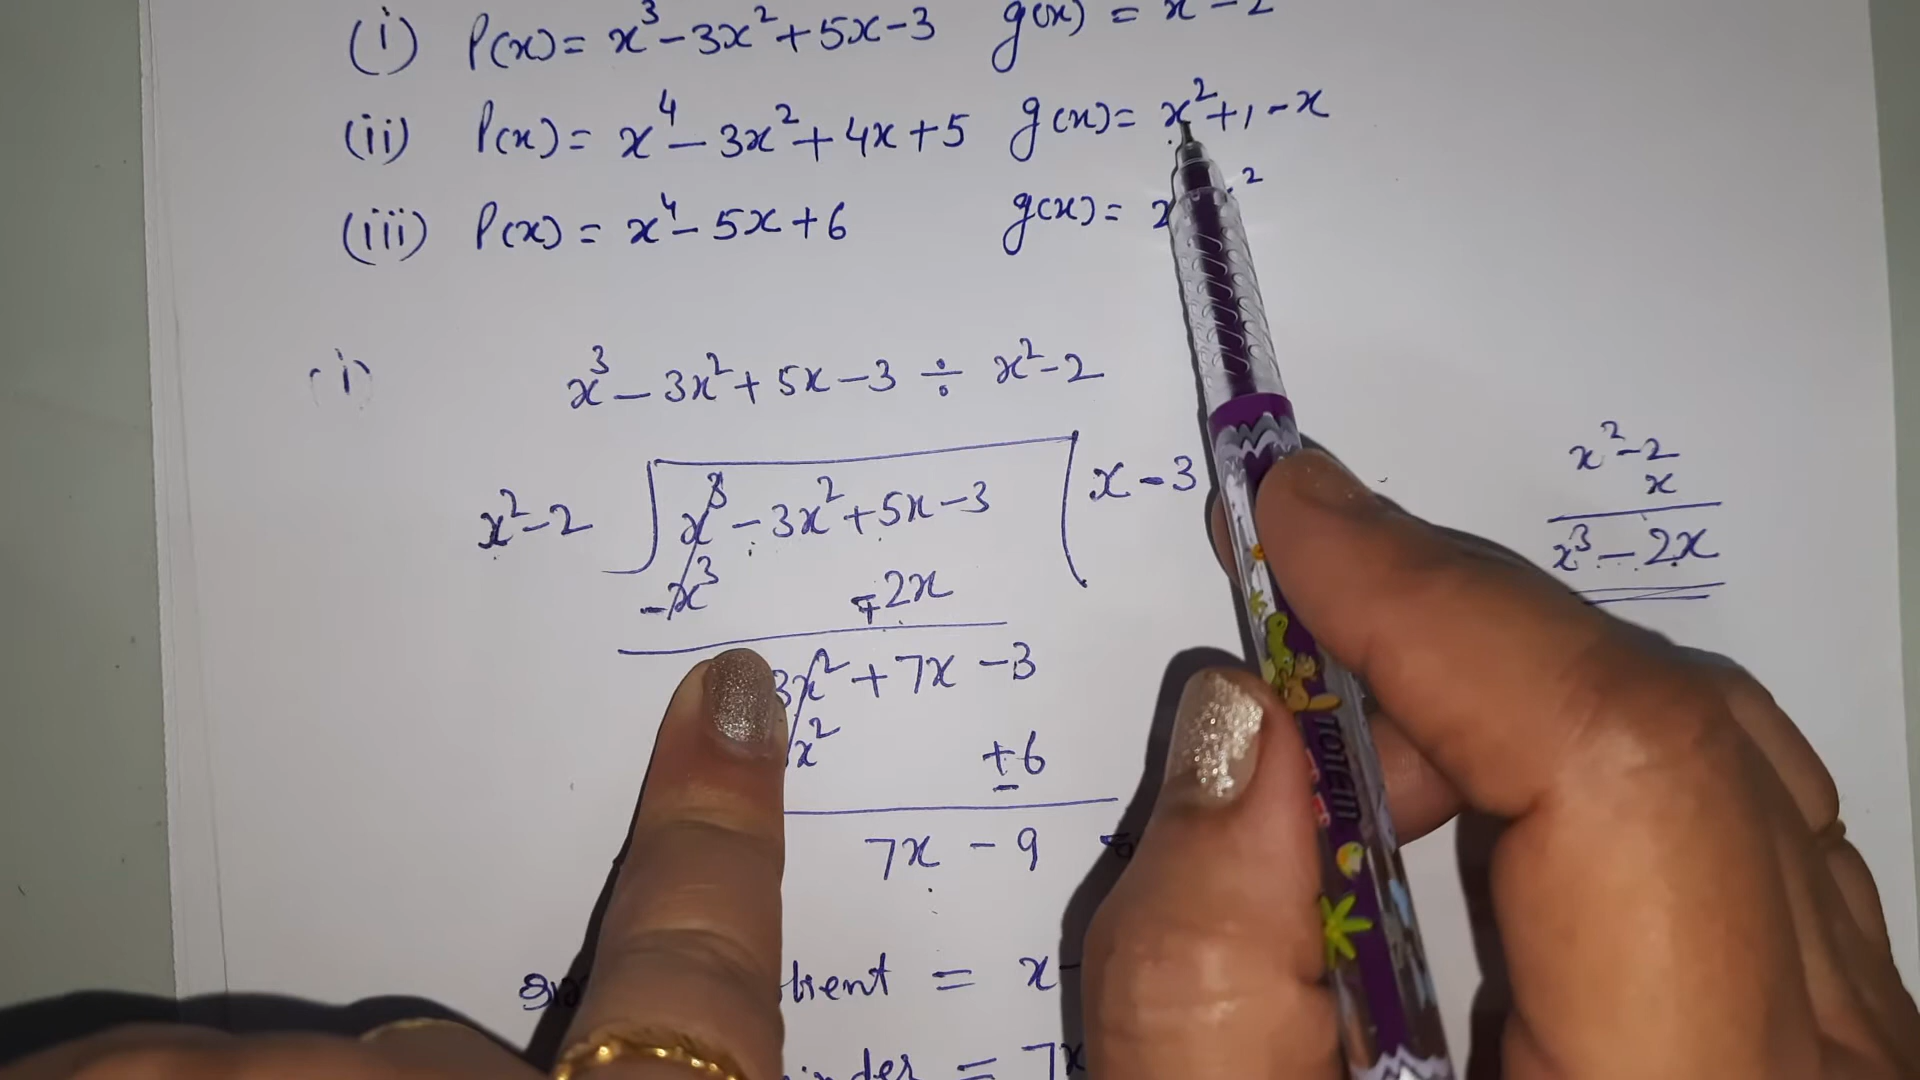 (i) P(x) = x³ - 3x² + 5x - 3 g(x) = x - 2
(ii) P(x) = x⁴ - 3x² + 4x + 5 g(x) = x² + 1 - x
(iii) P(x) = x⁴ - 5x + 6 g(x) = 2
(i) x³ - 3x² + 5x - 3 ÷ x² - 2
x² - 2
x
x³ - 2x
x² - 2 x³ - 3x² + 5x - 3 x - 3
- x³ + 2x
3x² + 7x - 3
x² + 6
7x - 9
= x
= 7x
TOTEM